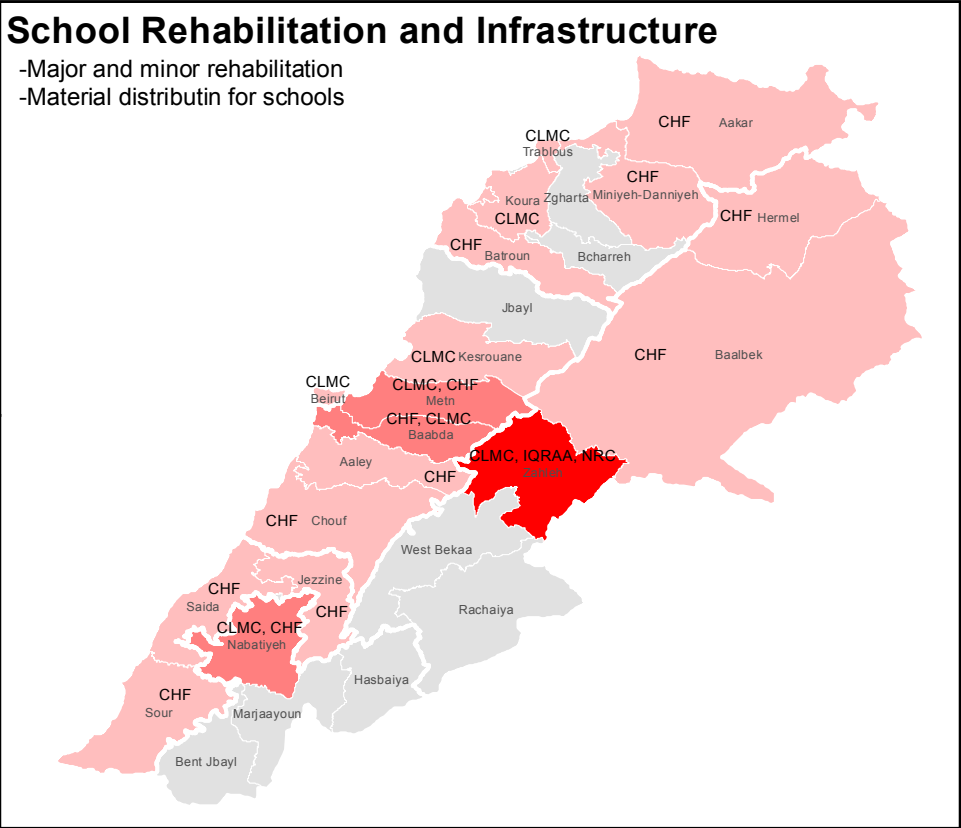 School Rehabilitation and Infrastructure
-Major and minor rehabilitation
-Material distributin for schools
CHF Aakar
CLMC
Trablous
CHF
Miniyeh-Danniyeh
Koura
Zgharta
CLMC
CHF Hermel
CHF
Batroun
Bcharreh
Jbayl
CLMC Kesrouane
CHF Baalbek
CLMC
Beirut
CLMC, CHF
Metn
CHF, CLMC
Baabda
CLMC, IQRAA, NRC
Zahleh
Aaley
CHF
CHF Chouf
West Bekaa
Jezzine
CHF
CHF
Saida
Rachaiya
CLMC, CHF
Nabatiyeh
Hasbaiya
CHF
Sour
Marjaayoun
Bent Jbayl